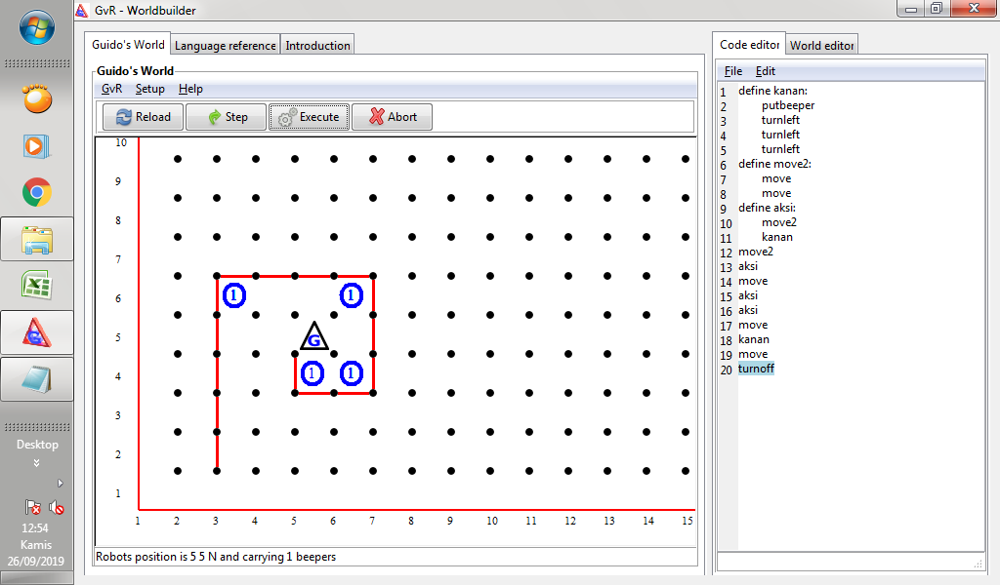 GvR - Worldbuilder
Guido's World
Language reference
Introduction
Guido's World
GvR Setup Help
Reload Step Execute Abort
10
9
8
7
6
5
4
3
2
1
1 1
G
1 1
1 2 3 4 5 6 7 8 9 10 11 12 13 14 15
Robots position is 5 5 N and carrying 1 beepers
Code editor
World editor
File Edit
1 define kanan:
2 putbeeper
3 turnleft
4 turnleft
5 turnleft
6 define move2:
7 move
8 move
9 define aksi:
10 move2
11 kanan
12 move2
13 aksi
14 move
15 aksi
16 aksi
17 move
18 kanan
19 move
20 turnoff
Desktop
12:54
Kamis
26/09/2019